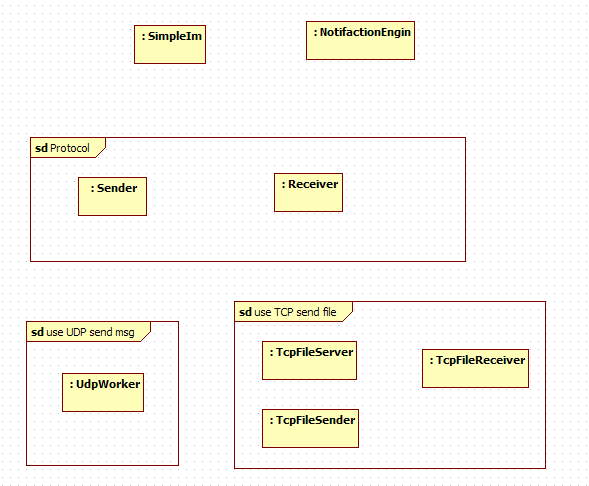 : SimpleIm
: NotifactionEngin
sd Protocol
: Sender
: Receiver
sd use UDP send msg
: UdpWorker
sd use TCP send file
: TcpFileServer
: TcpFileReceiver
: TcpFileSender